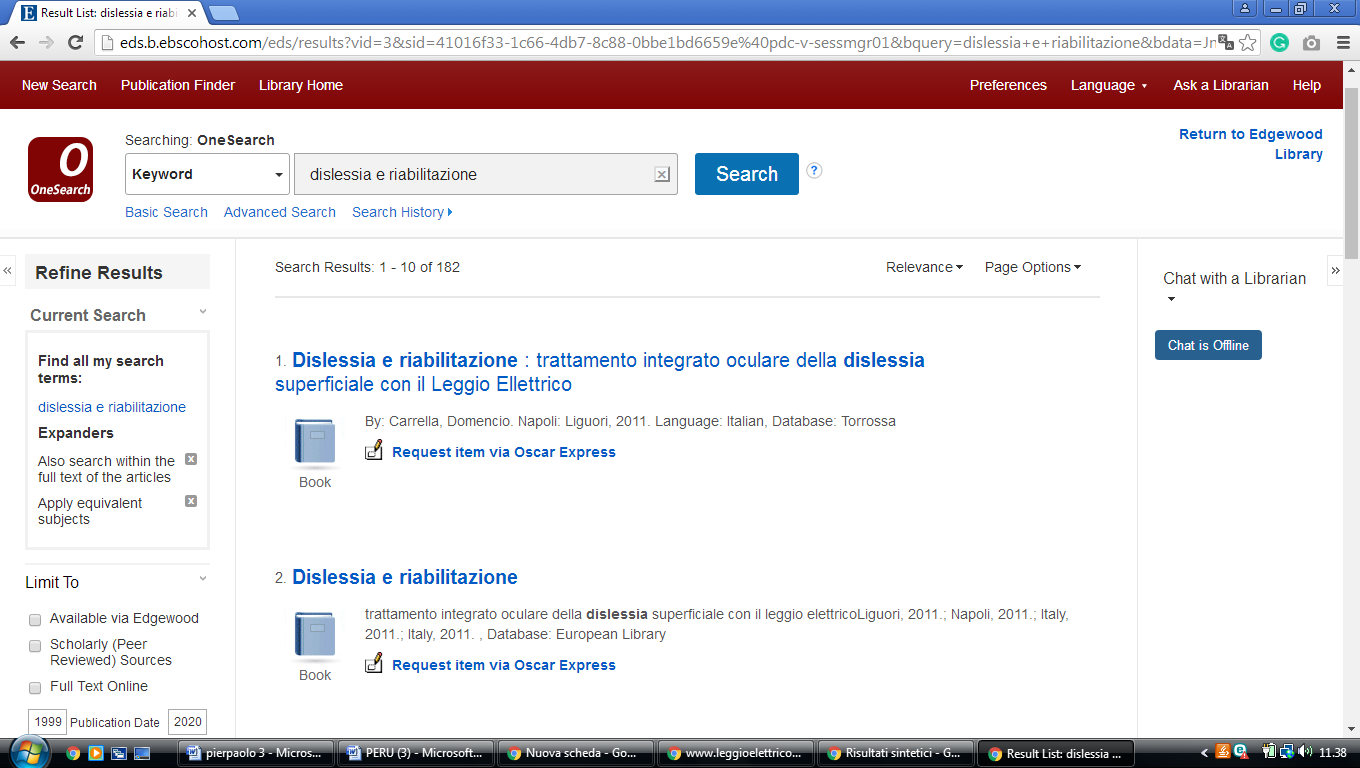 Result List: dislessia e riabi
eds.b.ebscohost.com/eds/results?vid=3&sid=41016f33-1c66-4db7-8c88-0bbe1bd6659e%40pdc-v-sessmgr01&bquery=dislessia+e+riabilitazione&bdata=Jn
New Search Publication Finder Library Home Preferences Language Ask a Librarian Help
Searching: OneSearch
Return to Edgewood
Library
O
OneSearch
Keyword dislessia e riabilitazione Search ?
Basic Search Advanced Search Search History
« Refine Results
Current Search
Find all my search
terms:
dislessia e riabilitazione
Expanders
Also search within the
full text of the articles
Apply equivalent
subjects
Limit To
Available via Edgewood
Scholarly (Peer
Reviewed) Sources
Full Text Online
1999 Publication Date 2020
Search Results: 1 - 10 of 182 Relevance Page Options
1. Dislessia e riabilitazione : trattamento integrato oculare della dislessia
superficiale con il Leggio Ellettrico
By: Carrella, Domencio. Napoli: Liguori, 2011. Language: Italian, Database: Torrossa
Request item via Oscar Express
Book
2. Dislessia e riabilitazione
trattamento integrato oculare della dislessia superficiale con il leggio elettricoLiguori, 2011.; Napoli, 2011.; Italy,
2011.; Italy, 2011. , Database: European Library
Request item via Oscar Express
Book
Chat with a Librarian »
Chat is Offline
pierpaolo 3 - Micros... PERU (3) - Microsoft... Nuova scheda - Go... www.leggioelettrico... Risultati sintetici - G... Result List: dislessia ... 11.38